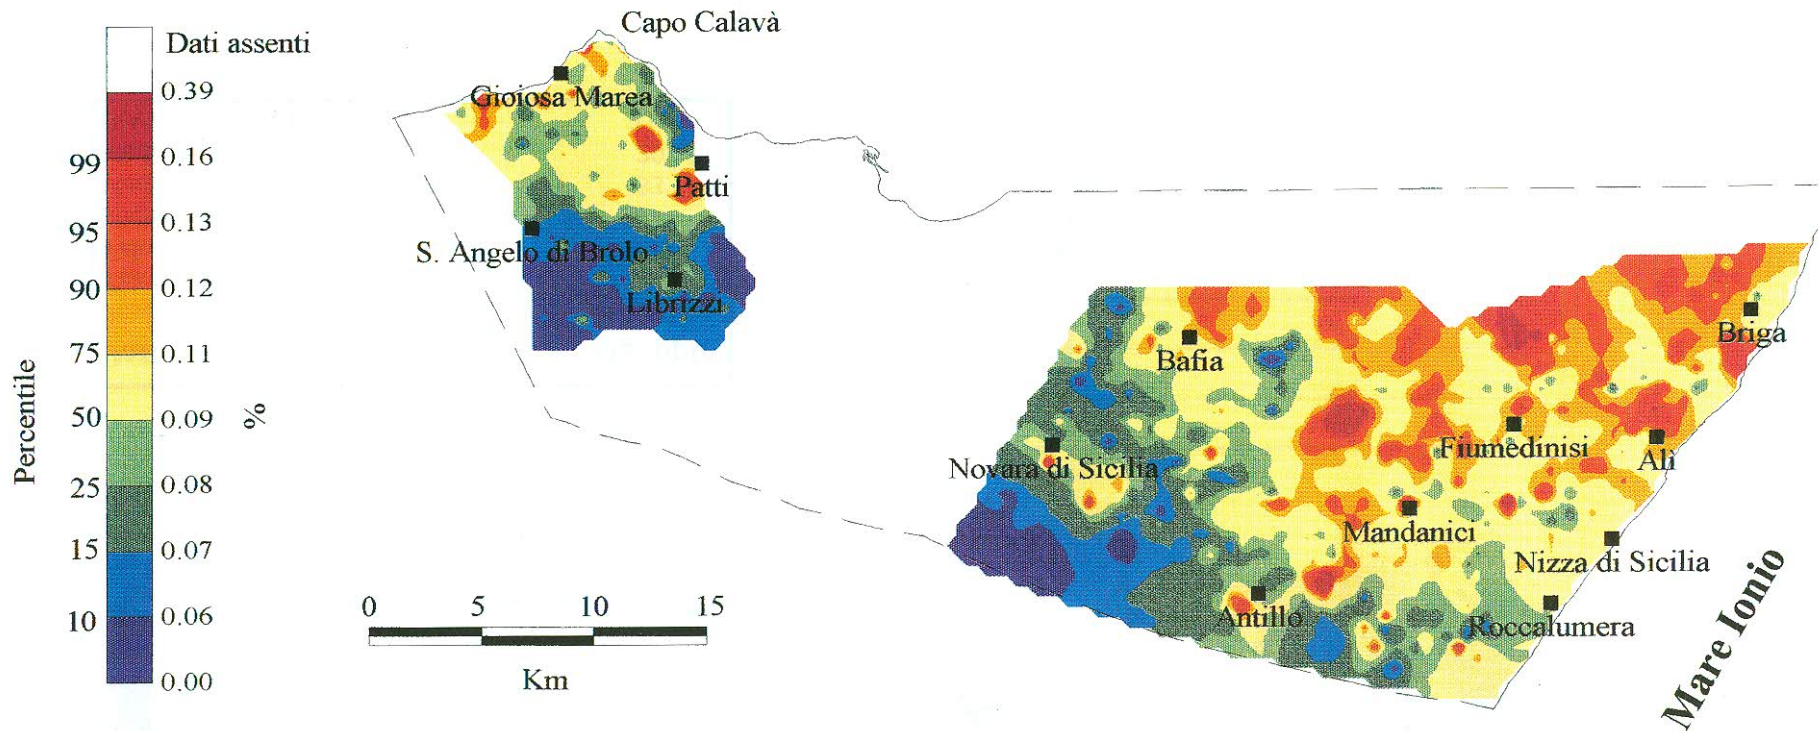 Capo Calavà
Dati assenti
0.39
Gioiosa Marea
99
0.16
Patti
95
0.13
S. Angelo di Brolo
90
0.12
Librizzi
Briga
75
0.11
Bafia
Percentile
50
0.09
%
Fiumedinisi
Alì
Novara di Sicilia
25
0.08
Mandanici
15
0.07
Nizza di Sicilia
10
0.06
0
5
10
15
Antillo
Roccalumera
Km
0.00
Mare Ionio